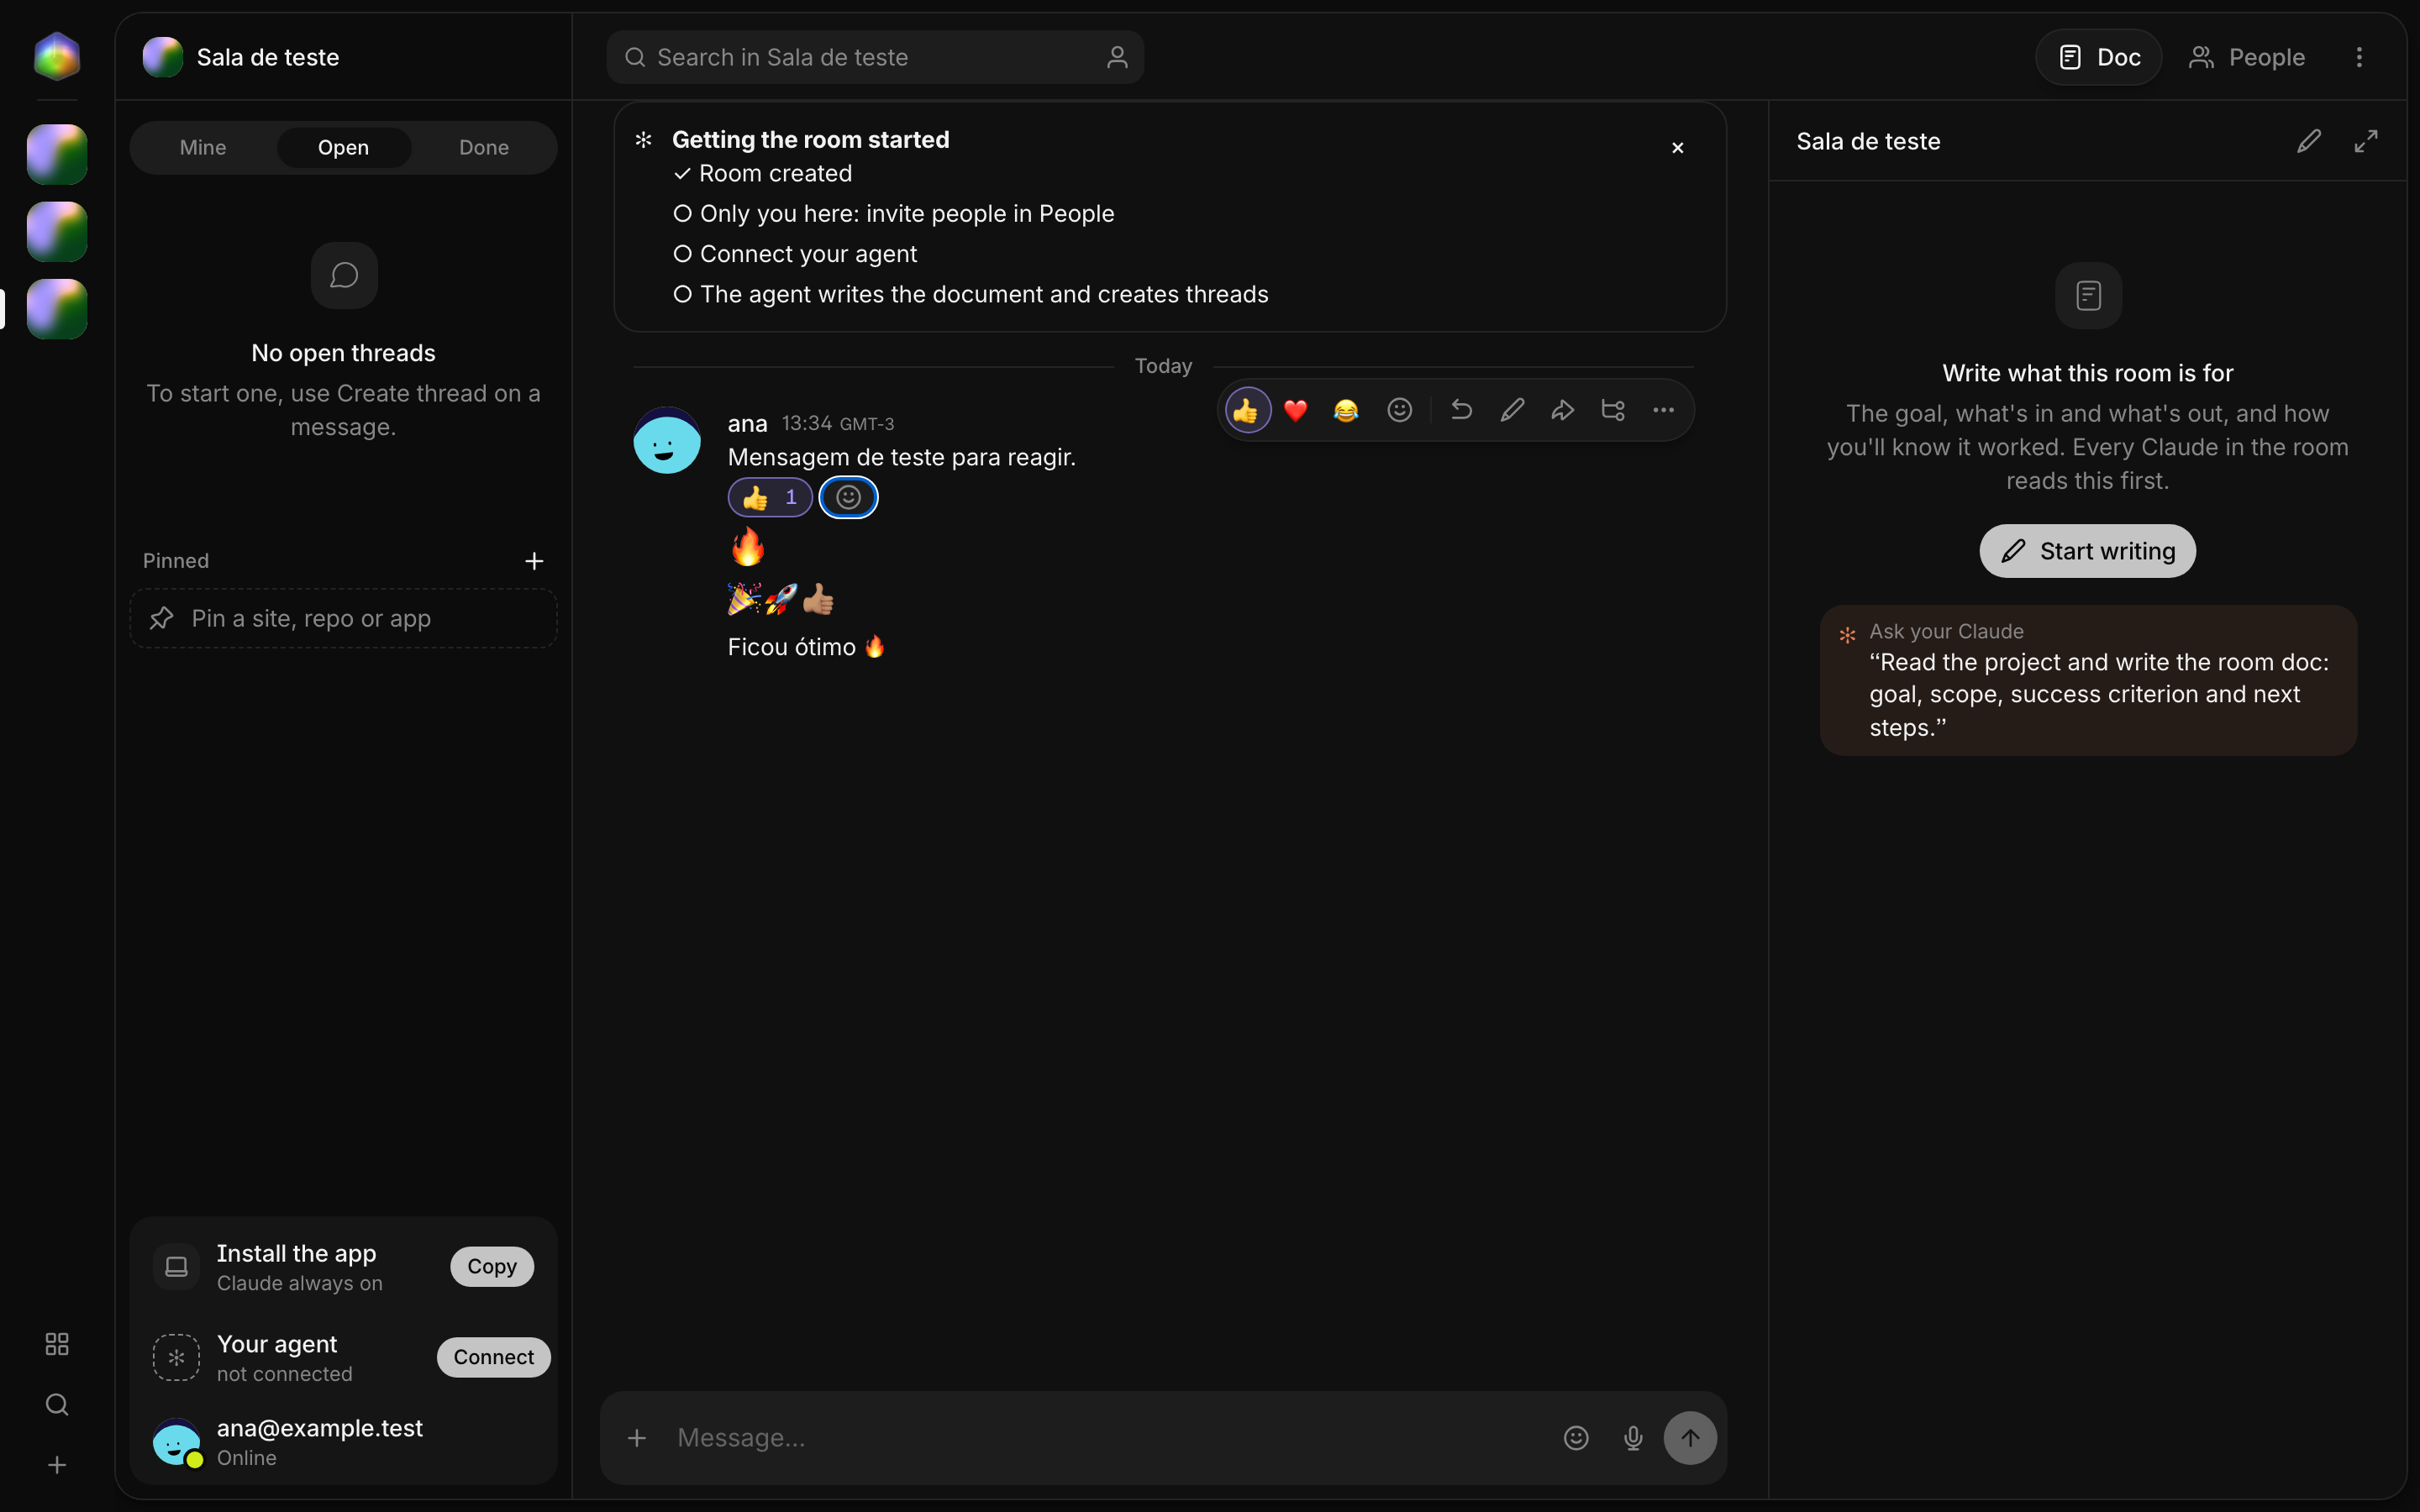 Sala de teste
Search in Sala de teste
Doc
People
Mine
Open
Done
No open threads
To start one, use Create thread on a
message.
Pinned
Pin a site, repo or app
Install the app
Claude always on
Copy
Your agent
not connected
Connect
ana@example.test
Online
Getting the room started
Room created
Only you here: invite people in People
Connect your agent
The agent writes the document and creates threads
Today
ana 13:34 GMT-3
Mensagem de teste para reagir.
👍 1
🔥
🎉🚀👍🏽
Ficou ótimo 🔥
Message...
Sala de teste
Write what this room is for
The goal, what's in and what's out, and how
you'll know it worked. Every Claude in the room
reads this first.
Start writing
Ask your Claude
“Read the project and write the room doc:
goal, scope, success criterion and next
steps.”